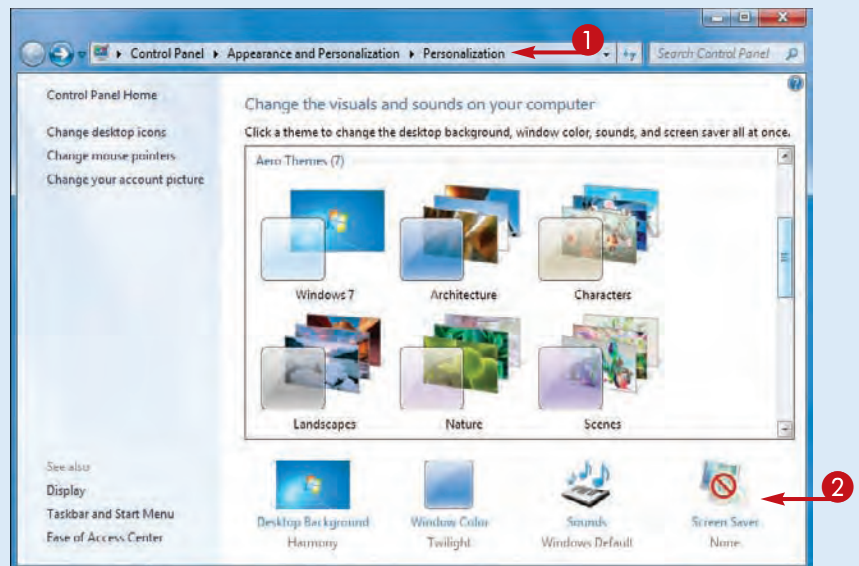 1
Control Panel ▸ Appearance and Personalization ▸ Personalization
Search Control Panel
Control Panel Home
Change desktop icons
Change mouse pointers
Change your account picture
Change the visuals and sounds on your computer
Click a theme to change the desktop background, window color, sounds, and screen saver all at once.
Aero Themes (7)
Windows 7
Architecture
Characters
Landscapes
Nature
Scenes
See also
Display
Taskbar and Start Menu
Ease of Access Center
Desktop Background
Harmony
Window Color
Twilight
Sounds
Windows Default
Screen Saver
None
2